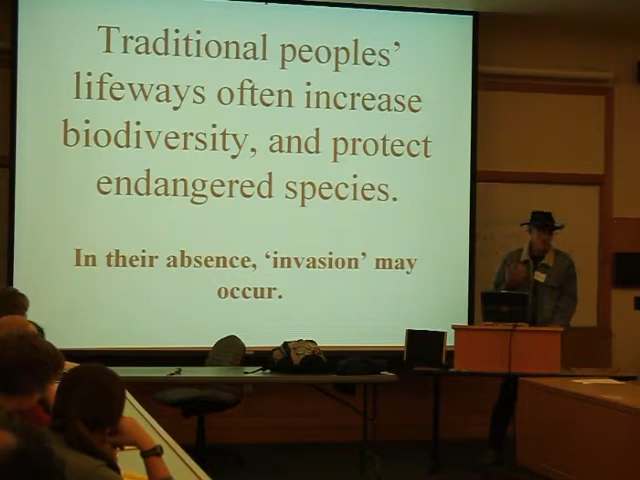 Traditional peoples’
lifeways often increase
biodiversity, and protect
endangered species.
In their absence, ‘invasion’ may
occur.